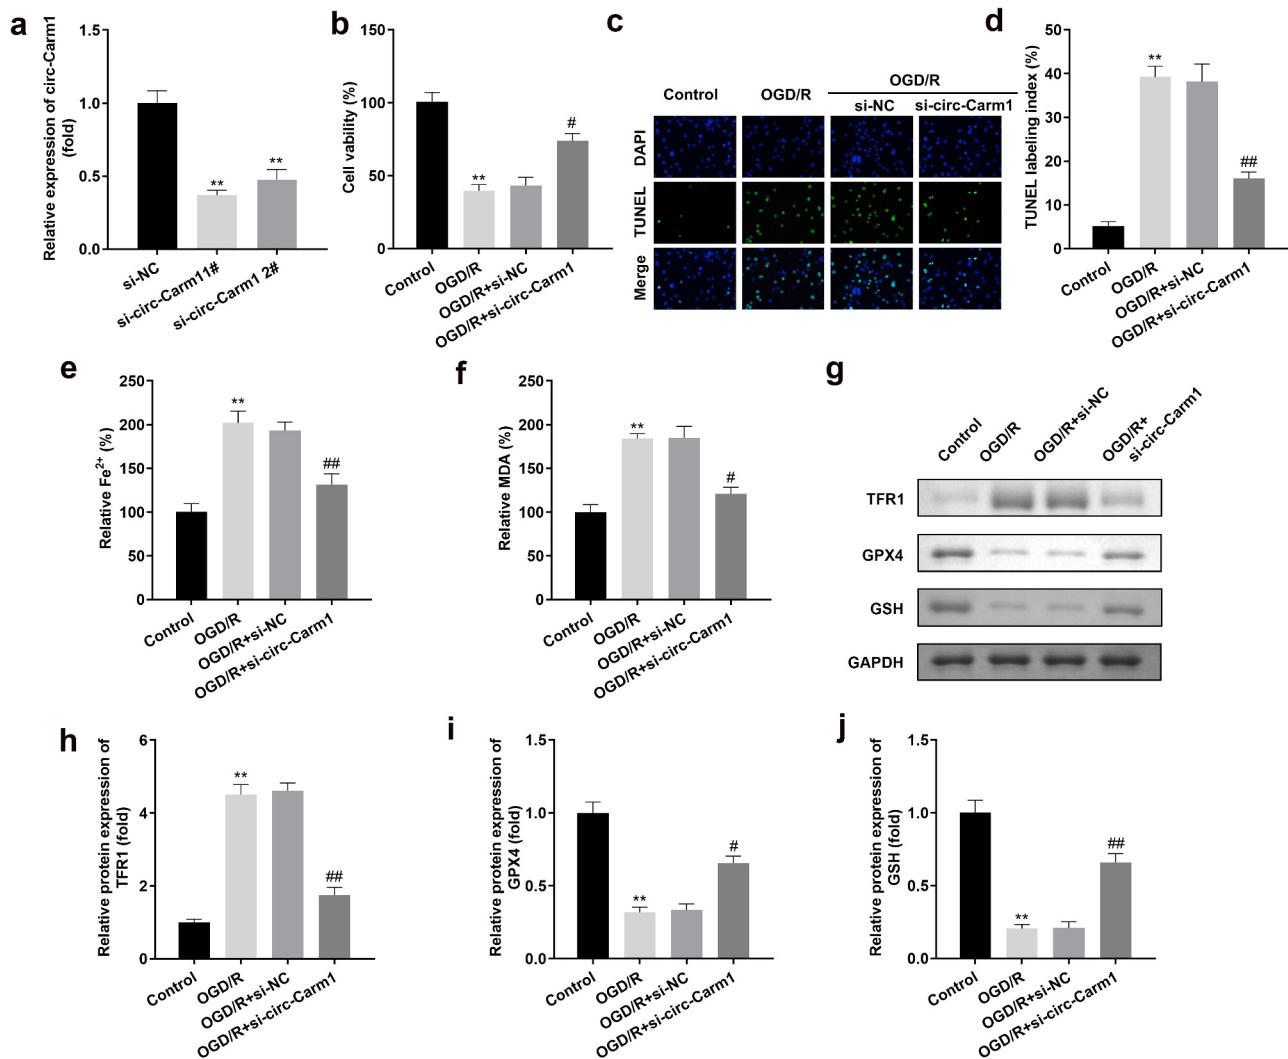 a
Relative expression of circ-Carm1
(fold)
1.5
1.0
0.5
0.0
**
**
si-NC
si-circ-Carm11#
si-circ-Carm1 2#
b
Cell vability (%)
150
100
50
0
**
#
Control
OGD/R
OGD/R+si-NC
OGD/R+si-circ-Carm1
c
OGD/R
Control
OGD/R
si-NC
si-circ-Carm1
DAPI
TUNEL
Merge
d
TUNEL labeling index (%)
50
40
30
20
10
0
**
##
Control
OGD/R
OGD/R+si-NC
OGD/R+si-circ-Carm1
e
Relative Fe²⁺ (%)
250
200
150
100
50
0
**
##
Control
OGD/R
OGD/R+si-NC
OGD/R+si-circ-Carm1
f
Relative MDA (%)
250
200
150
100
50
0
**
#
Control
OGD/R
OGD/R+si-NC
OGD/R+si-circ-Carm1
g
Control
OGD/R
OGD/R+si-NC
OGD/R+
si-circ-Carm1
TFR1
GPX4
GSH
GAPDH
h
Relative protein expression of
TFR1 (fold)
6
4
2
0
**
##
Control
OGD/R
OGD/R+si-NC
OGD/R+si-circ-Carm1
i
Relative protein expression of
GPX4 (fold)
1.5
1.0
0.5
0.0
**
#
Control
OGD/R
OGD/R+si-NC
OGD/R+si-circ-Carm1
j
Relative protein expression of
GSH (fold)
1.5
1.0
0.5
0.0
**
##
Control
OGD/R
OGD/R+si-NC
OGD/R+si-circ-Carm1